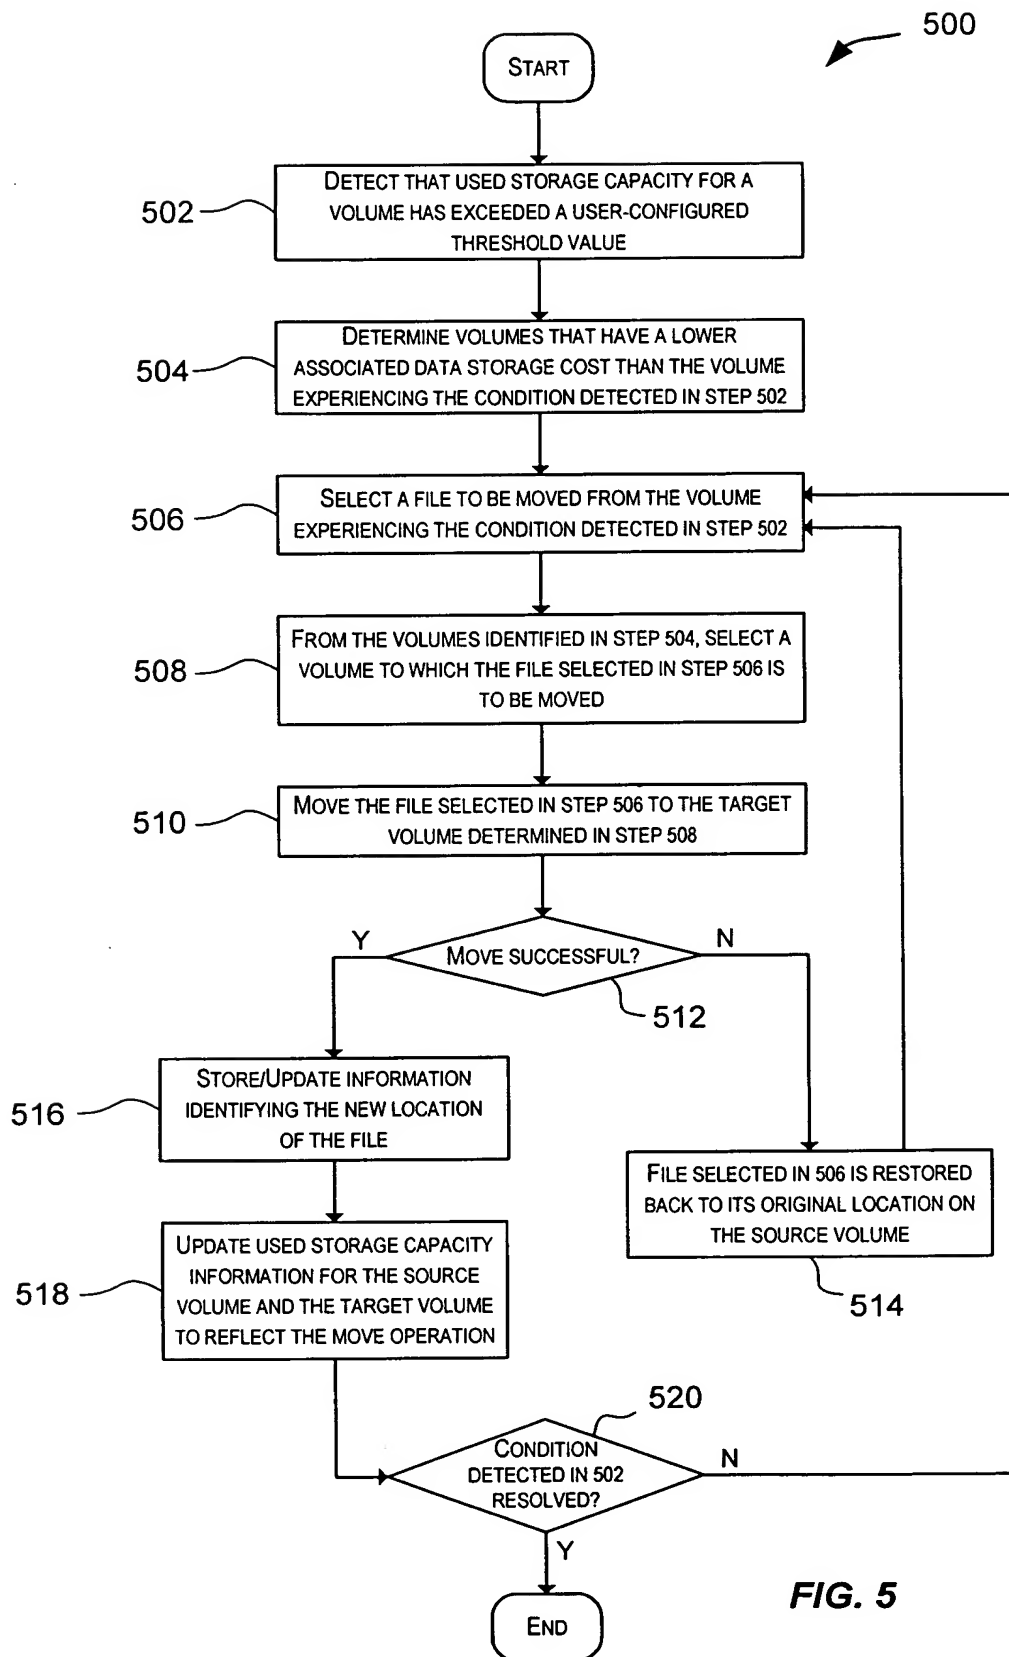 500
START
502
DETECT THAT USED STORAGE CAPACITY FOR A
VOLUME HAS EXCEEDED A USER-CONFIGURED
THRESHOLD VALUE
504
DETERMINE VOLUMES THAT HAVE A LOWER
ASSOCIATED DATA STORAGE COST THAN THE VOLUME
EXPERIENCING THE CONDITION DETECTED IN STEP 502
506
SELECT A FILE TO BE MOVED FROM THE VOLUME
EXPERIENCING THE CONDITION DETECTED IN STEP 502
508
FROM THE VOLUMES IDENTIFIED IN STEP 504, SELECT A
VOLUME TO WHICH THE FILE SELECTED IN STEP 506 IS
TO BE MOVED
510
MOVE THE FILE SELECTED IN STEP 506 TO THE TARGET
VOLUME DETERMINED IN STEP 508
Y
MOVE SUCCESSFUL?
N
512
516
STORE/UPDATE INFORMATION
IDENTIFYING THE NEW LOCATION
OF THE FILE
FILE SELECTED IN 506 IS RESTORED
BACK TO ITS ORIGINAL LOCATION ON
THE SOURCE VOLUME
514
518
UPDATE USED STORAGE CAPACITY
INFORMATION FOR THE SOURCE
VOLUME AND THE TARGET VOLUME
TO REFLECT THE MOVE OPERATION
520
CONDITION
DETECTED IN 502
RESOLVED?
N
Y
END
FIG. 5